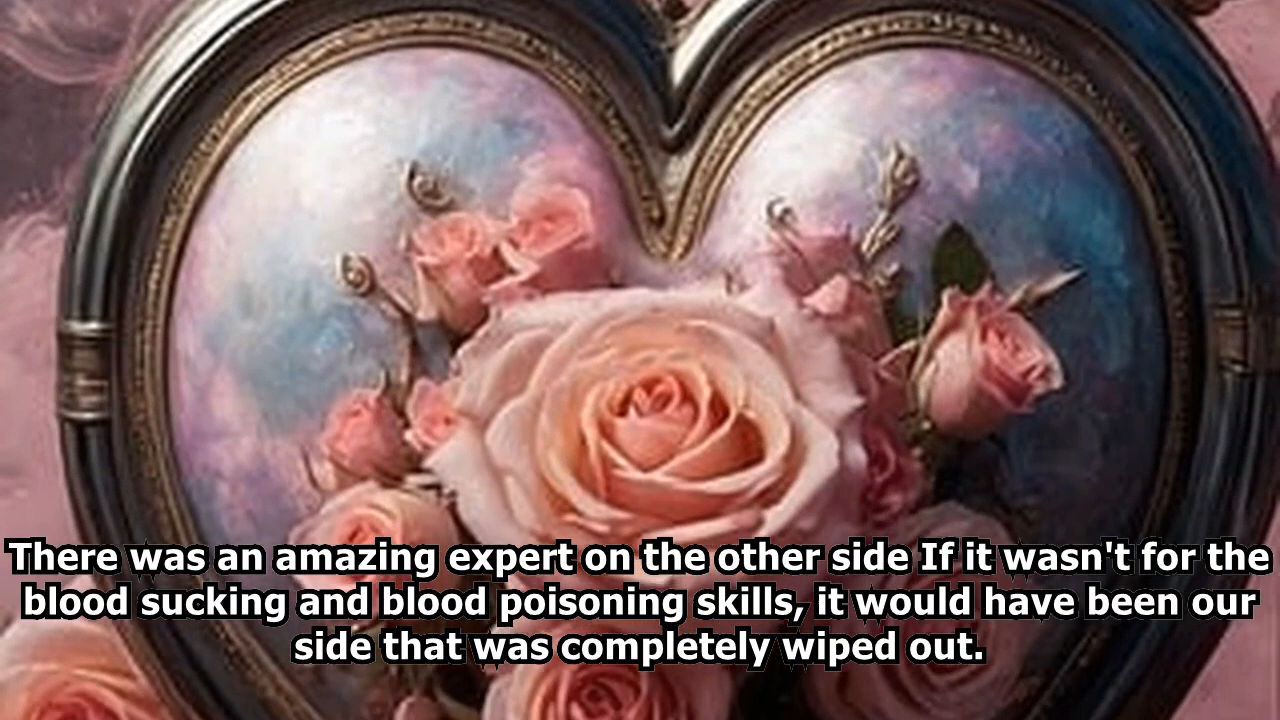 There was an amazing expert on the other side If it wasn't for the
blood sucking and blood poisoning skills, it would have been our
side that was completely wiped out.